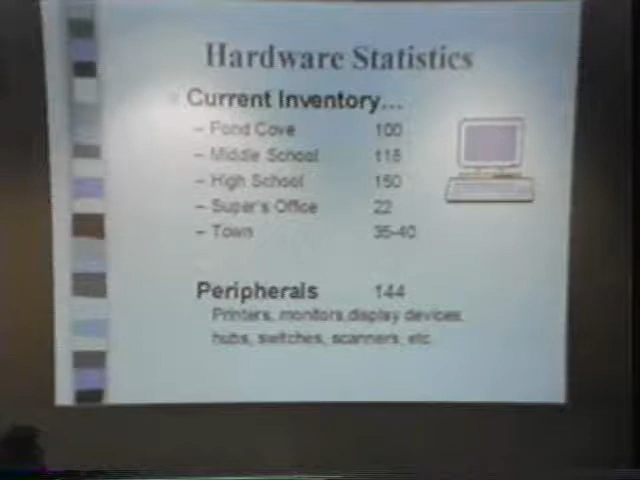 Hardware Statistics
Current Inventory...
– Pond Cove 100
– Middle School 118
– High School 150
– Super's Office 22
– Town 35-40
Peripherals 144
Printers, monitors, display devices,
hubs, switches, scanners, etc.